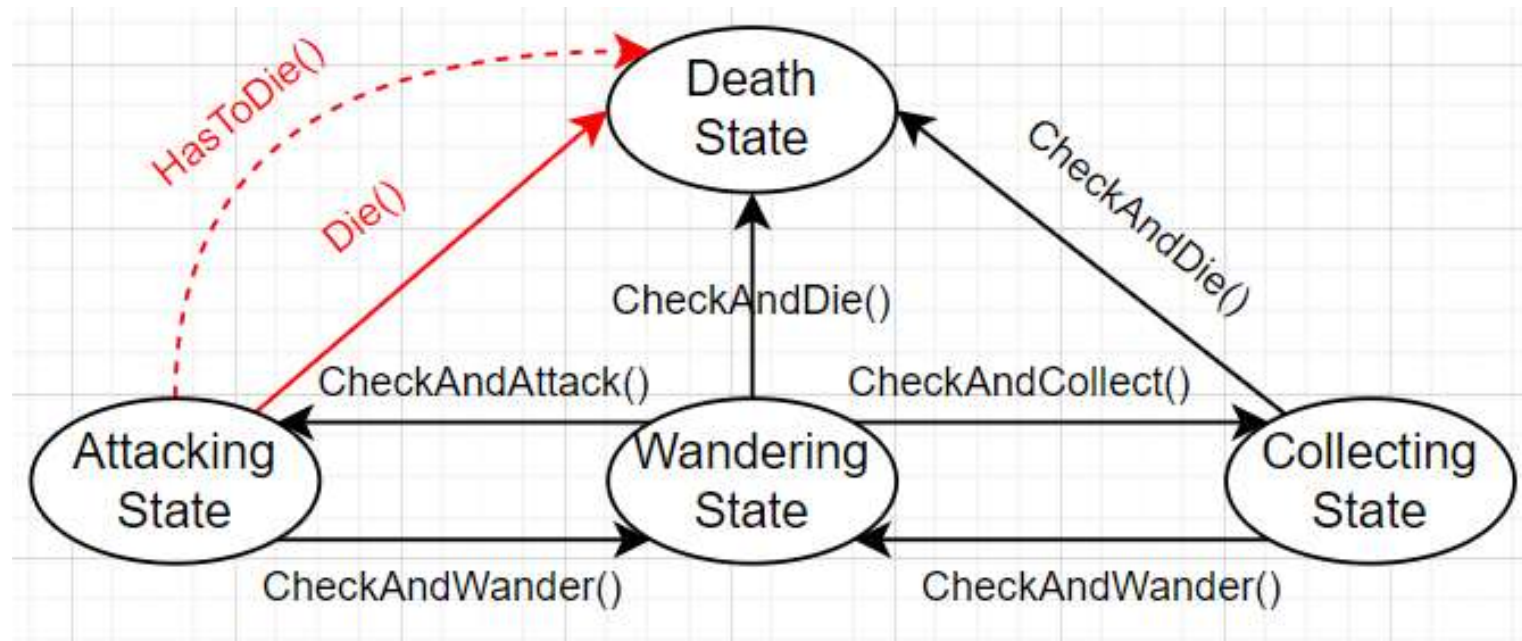 HasToDie()
Death
State
Die()
CheckAndDie()
CheckAndDie()
CheckAndAttack()
CheckAndCollect()
Attacking
State
Wandering
State
Collecting
State
CheckAndWander()
CheckAndWander()